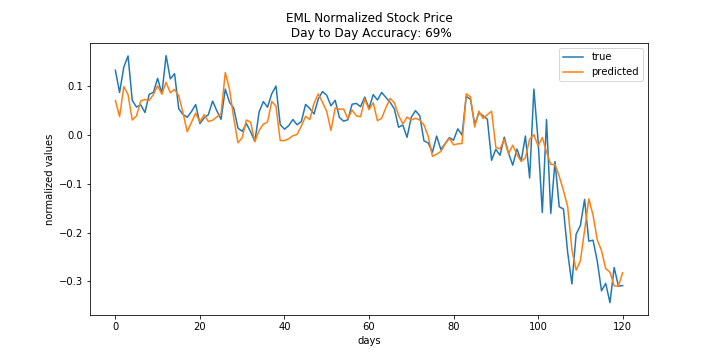 EML Normalized Stock Price
Day to Day Accuracy: 69%
true
predicted
normalized values
0.1
0.0
−0.1
−0.2
−0.3
0 20 40 60 80 100 120
days